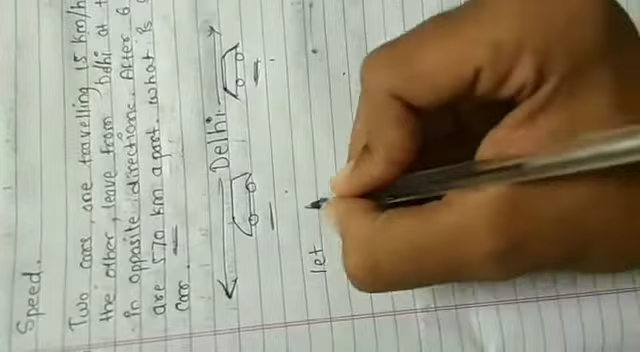 Speed.
Two cars, one travelling 15 km/h
the other, leave from Delhi at
in opposite directions. After 6
are 570 km apart. what is
car.
Delhi
let